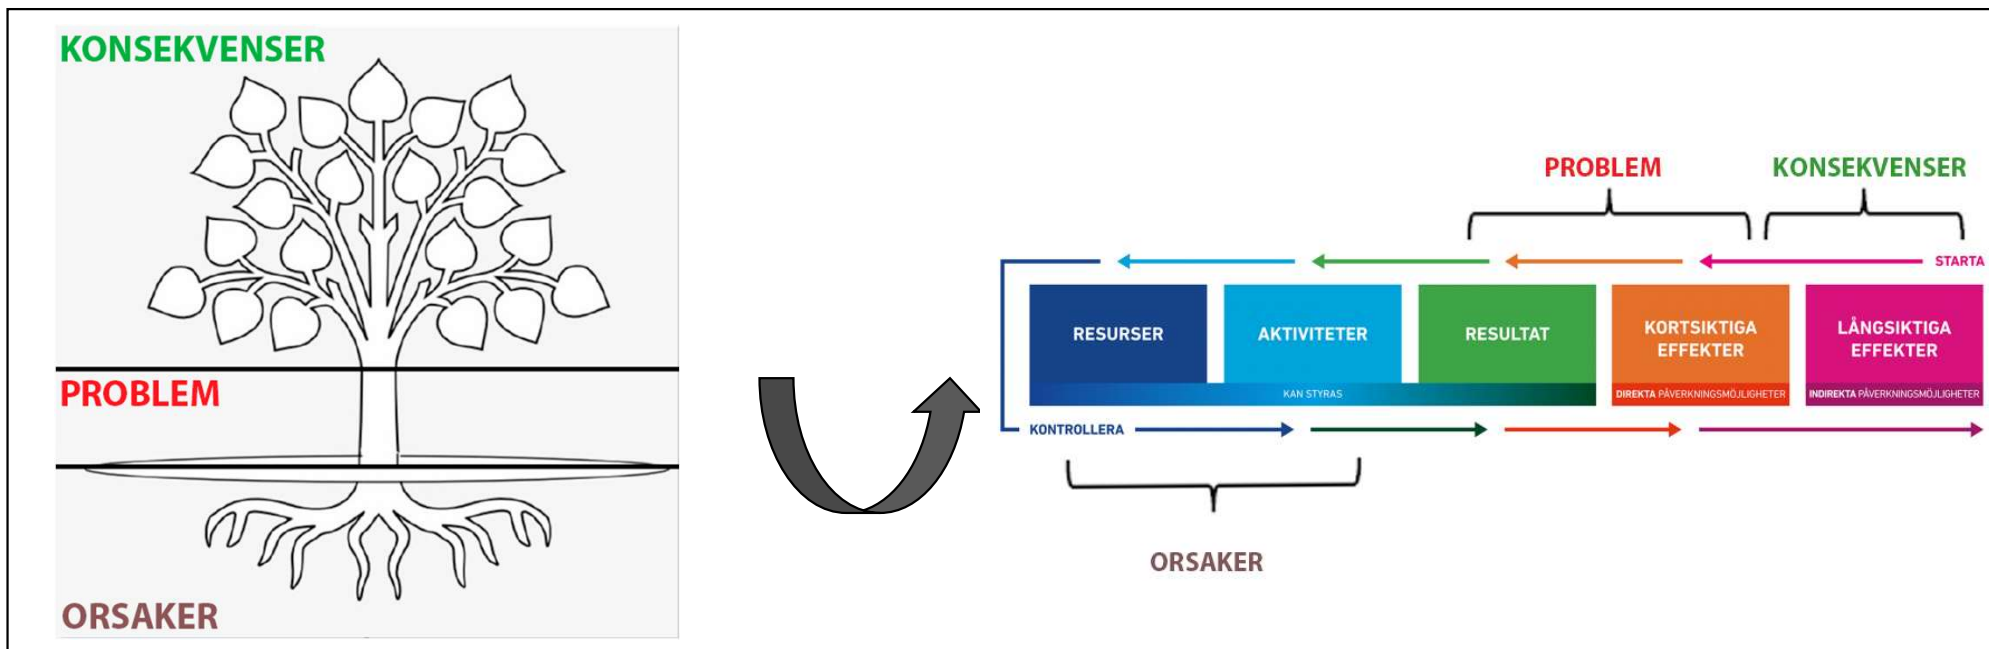 KONSEKVENSER
PROBLEM
ORSAKER
PROBLEM
KONSEKVENSER
STARTA
RESURSER
AKTIVITETER
RESULTAT
KORTSIKTIGA
EFFEKTER
LÅNGSIKTIGA
EFFEKTER
KAN STYRAS
DIREKTA PÅVERKNINGSMÖJLIGHETER
INDIREKTA PÅVERKNINGSMÖJLIGHETER
KONTROLLERA
ORSAKER